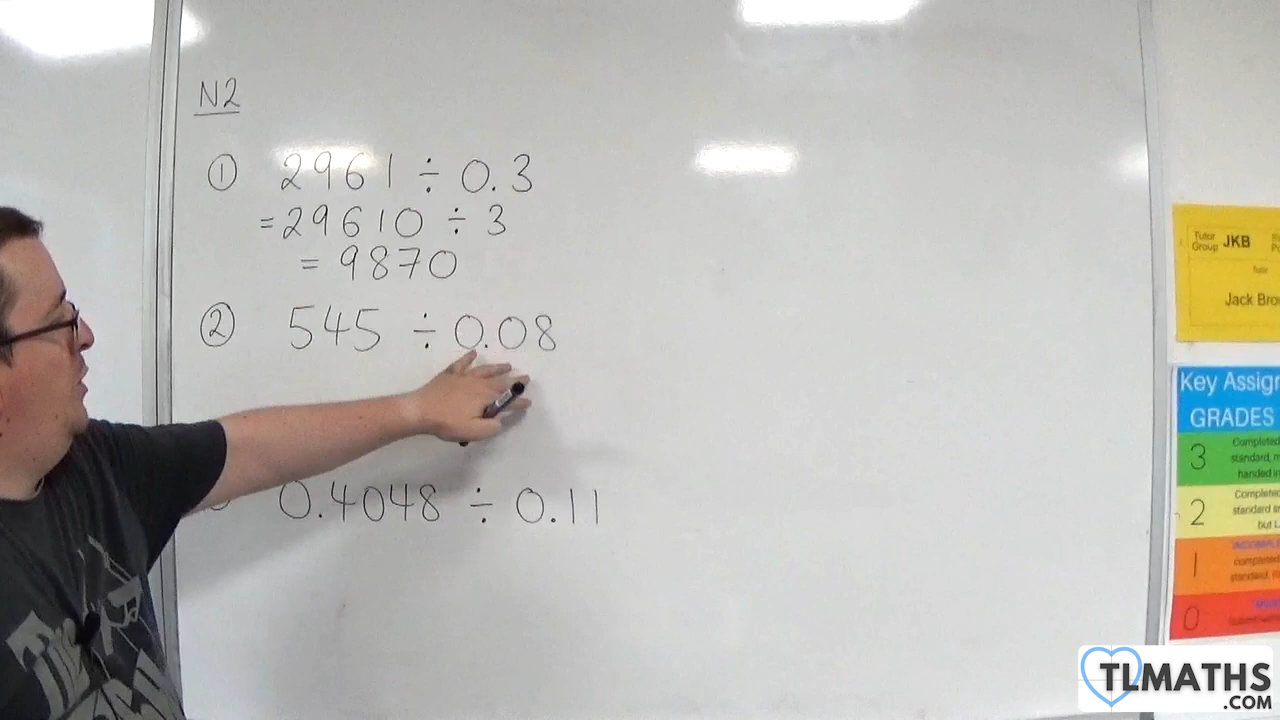 N2
① 2961 ÷ 0.3
= 29610 ÷ 3
= 9870
② 545 ÷ 0.08
0.4048 ÷ 0.11
Tutor Group JKB
Tutor
Jack Bro
Key Assign
GRADES
3 Completed
standard,
handed in
2 Complete
standard
but
1
completed
standard,
0
TLMATHS
.COM